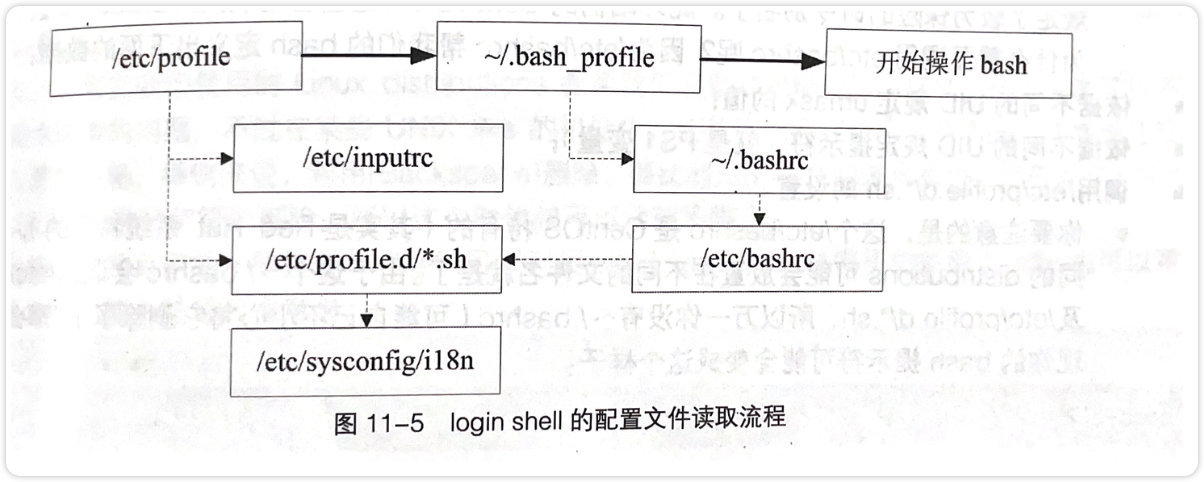 /etc/profile
~/.bash_profile
开始操作 bash
/etc/inputrc
~/.bashrc
/etc/profile.d/*.sh
/etc/bashrc
/etc/sysconfig/i18n
图 11-5 login shell 的配置文件读取流程